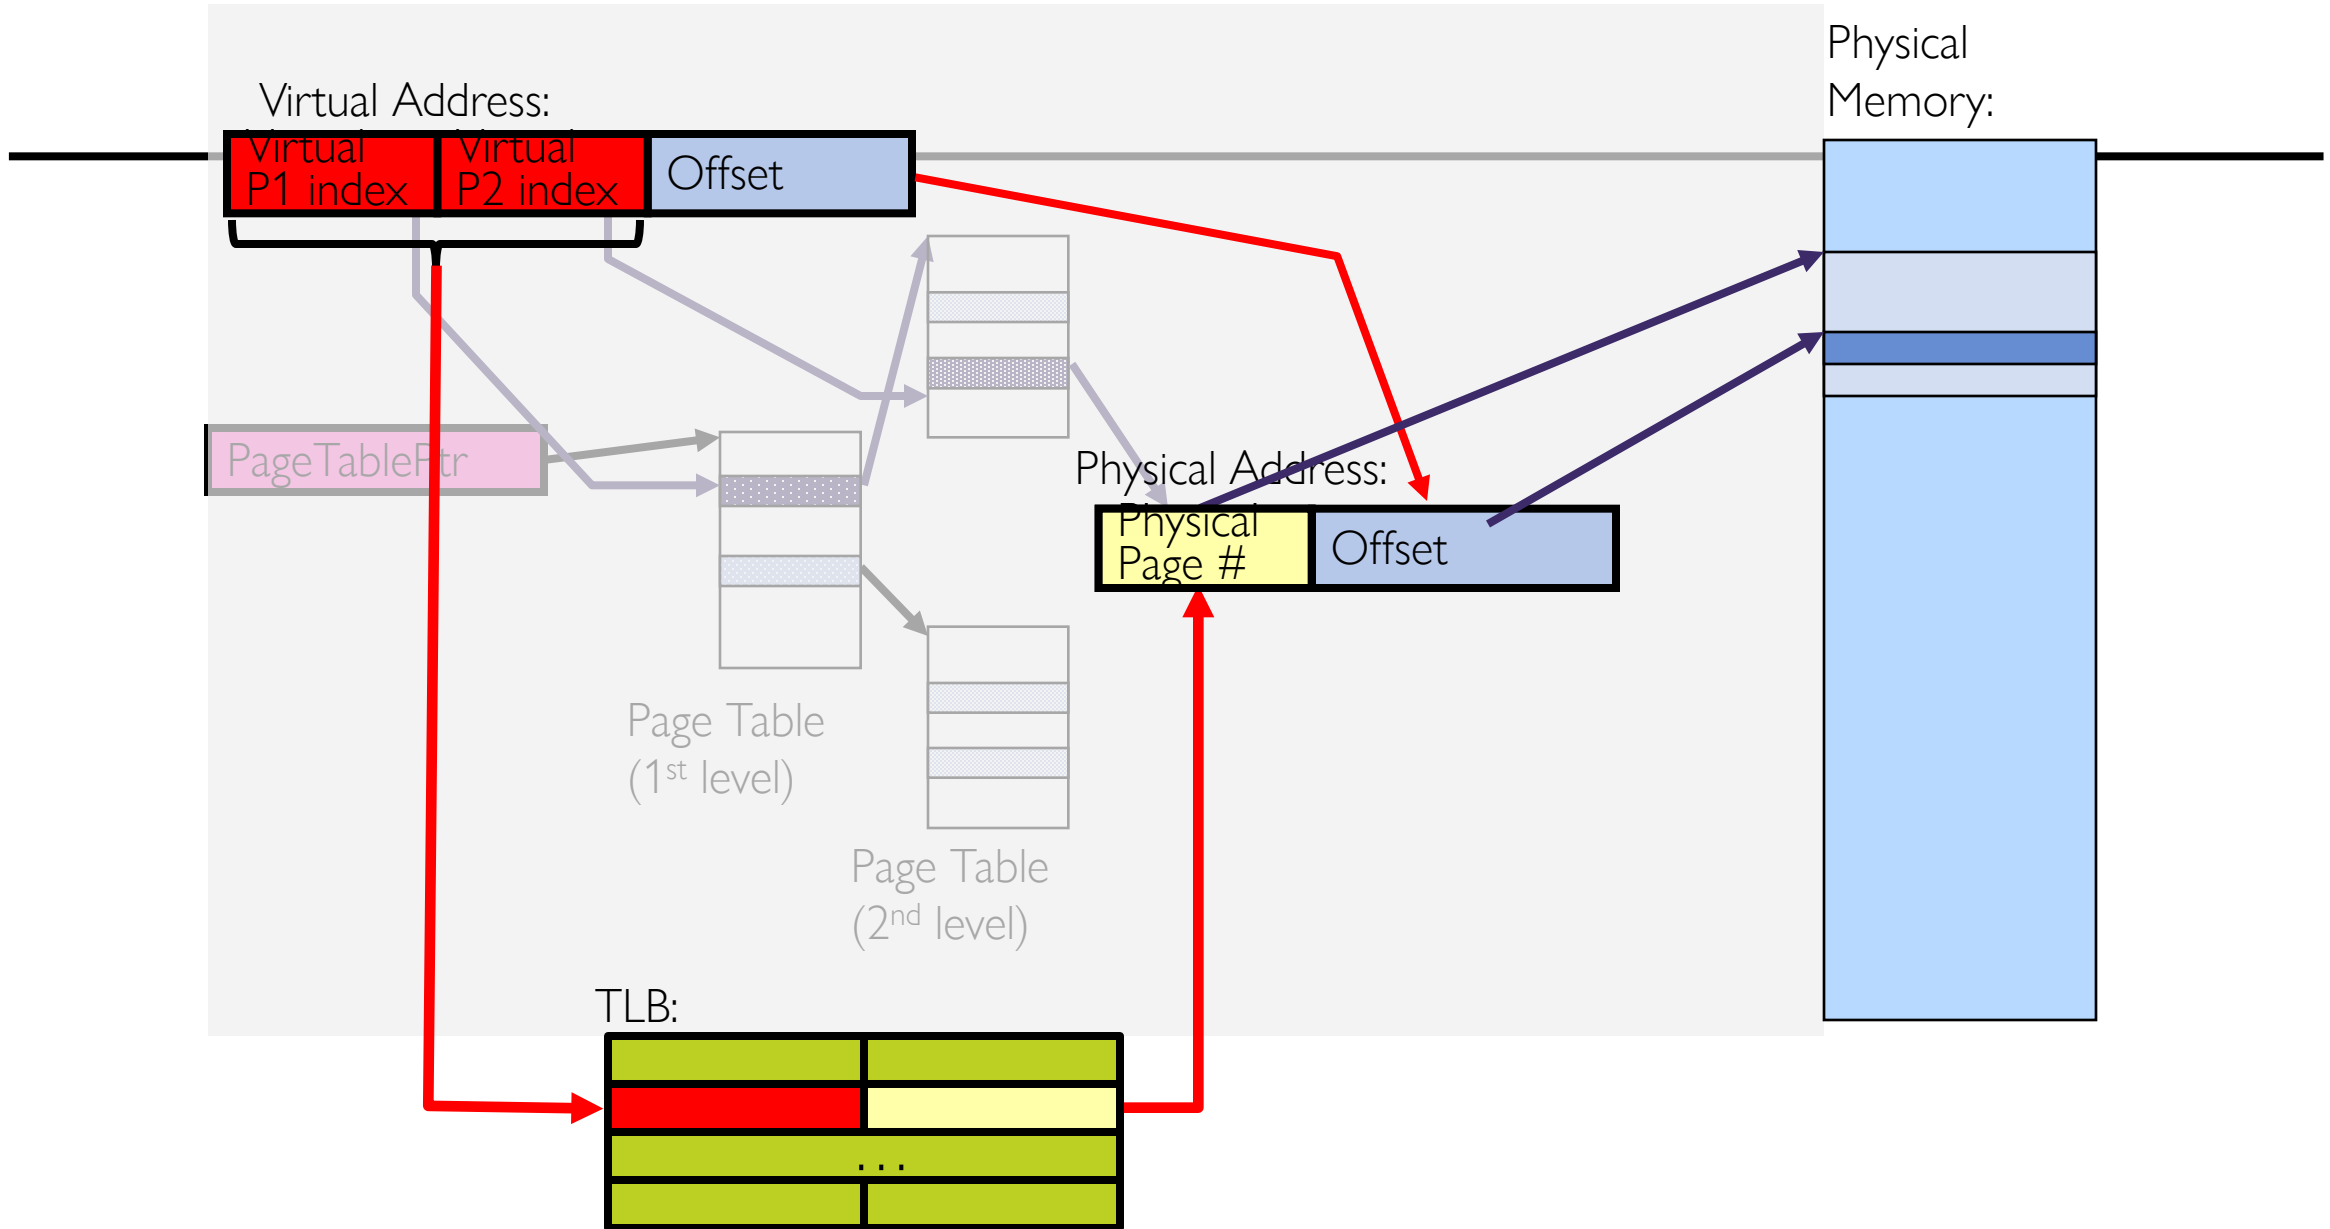 Physical
Memory:
Virtual Address:
Virtual
P1 index
Virtual
P2 index
Offset
PageTablePtr
Physical Address:
Physical
Page #
Offset
Page Table
(1st level)
Page Table
(2nd level)
TLB:
...